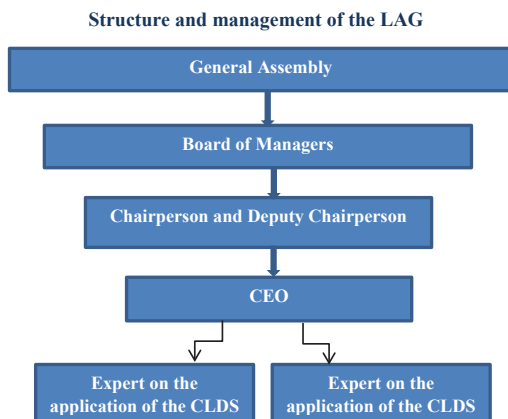 Structure and management of the LAG
General Assembly
Board of Managers
Chairperson and Deputy Chairperson
CEO
Expert on the
application of the CLDS
Expert on the
application of the CLDS